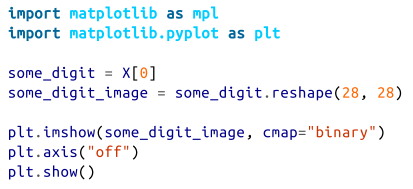 import matplotlib as mpl
import matplotlib.pyplot as plt

some_digit = X[0]
some_digit_image = some_digit.reshape(28, 28)

plt.imshow(some_digit_image, cmap="binary")
plt.axis("off")
plt.show()